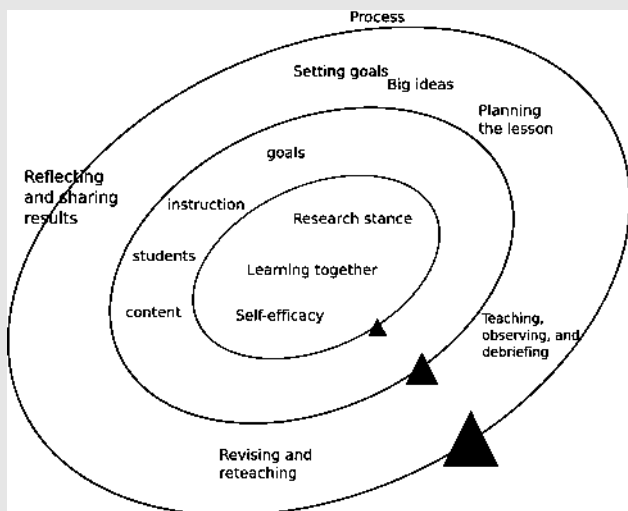 Process
Setting goals
Big ideas
Planning
the lesson
goals
Reflecting
and sharing
results
instruction
Research stance
students
Learning together
content
Self-efficacy
Teaching,
observing, and
debriefing
Revising and
reteaching